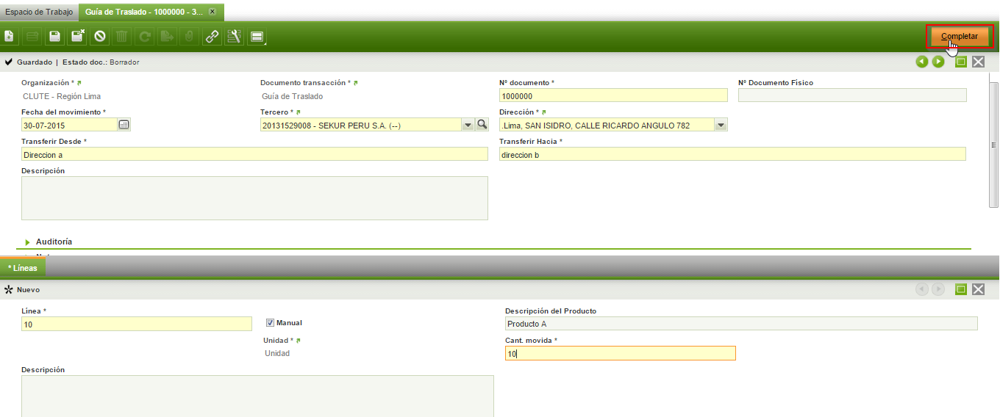 Espacio de Trabajo
Guía de Traslado - 1000000 - 3...
Completar
Guardado | Estado doc.: Borrador
Organización *
Documento transacción *
Nº documento *
Nº Documento Físico
CLUTE - Región Lima
Guía de Traslado
1000000
Fecha del movimiento *
Tercero *
Dirección *
30-07-2015
20131529008 - SEKUR PERU S.A. (--)
.Lima, SAN ISIDRO, CALLE RICARDO ANGULO 782
Transferir Desde *
Transferir Hacia *
Direccion a
direccion b
Descripción
Auditoría
* Líneas
Nuevo
Línea *
Descripción del Producto
10
Manual
Producto A
Unidad *
Cant. movida *
Unidad
10
Descripción